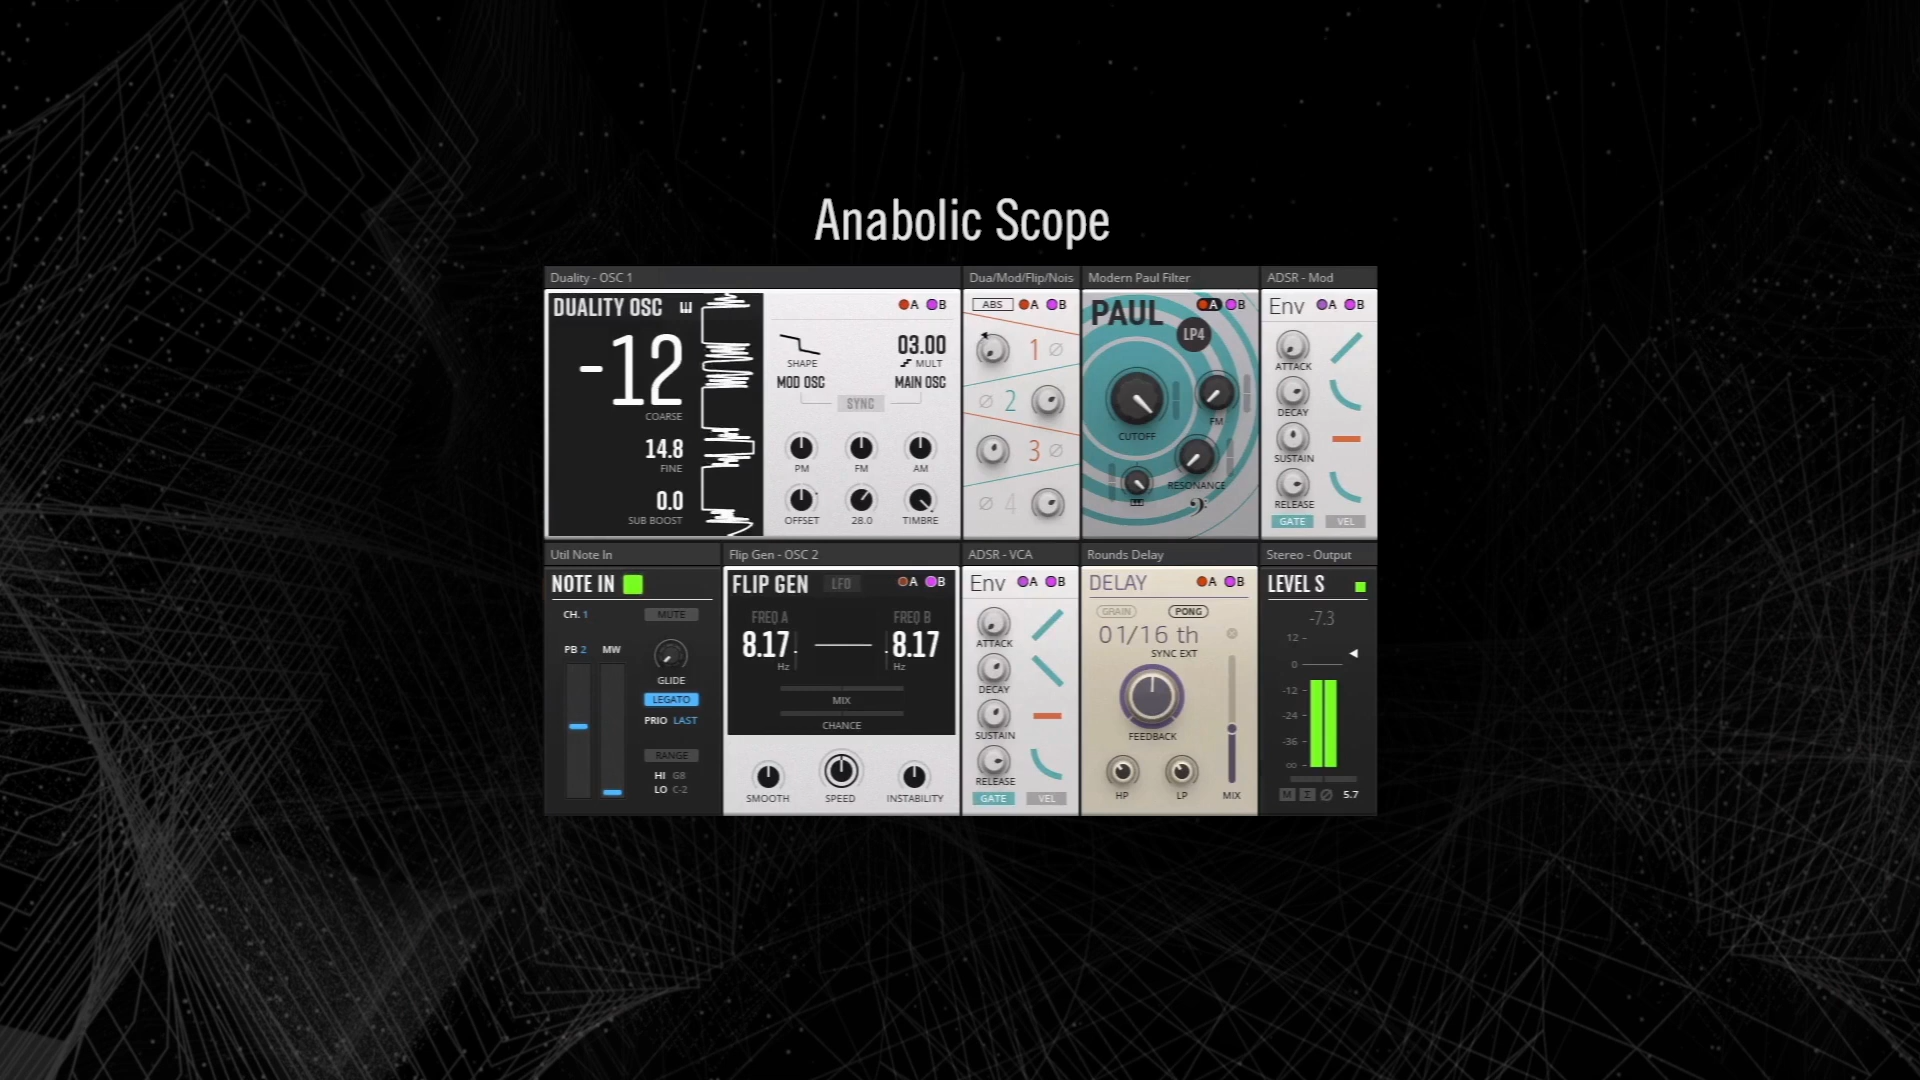 Anabolic Scope
Duality - OSC 1
DUALITY OSC
-12
COARSE
14.8
FINE
0.0
SUB BOOST
A B
SHAPE
03.00
MULT
MOD OSC
MAIN OSC
SYNC
PM
FM
AM
OFFSET
28.0
TIMBRE
Dua/Mod/Flip/Nois
ABS A B
1 Ø
Ø 2
3 Ø
Ø 4
Modern Paul Filter
PAUL
A B
LP4
CUTOFF
FM
RESONANCE
ADSR - Mod
Env A B
ATTACK
DECAY
SUSTAIN
RELEASE
GATE VEL
Util Note In
NOTE IN
CH. 1
MUTE
PB 2 MW
GLIDE
LEGATO
PRIO LAST
RANGE
HI G8
LO C-2
Flip Gen - OSC 2
FLIP GEN LFO A B
FREQ A FREQ B
8.17 8.17
Hz Hz
MIX
CHANCE
SMOOTH SPEED INSTABILITY
ADSR - VCA
Env A B
ATTACK
DECAY
SUSTAIN
RELEASE
GATE VEL
Rounds Delay
DELAY A B
GRAIN PONG
01/16 th
SYNC EXT
FEEDBACK
HP LP MIX
Stereo - Output
LEVEL S
-7.3
12
0
-12
-24
-36
∞
M Σ Ø 5.7